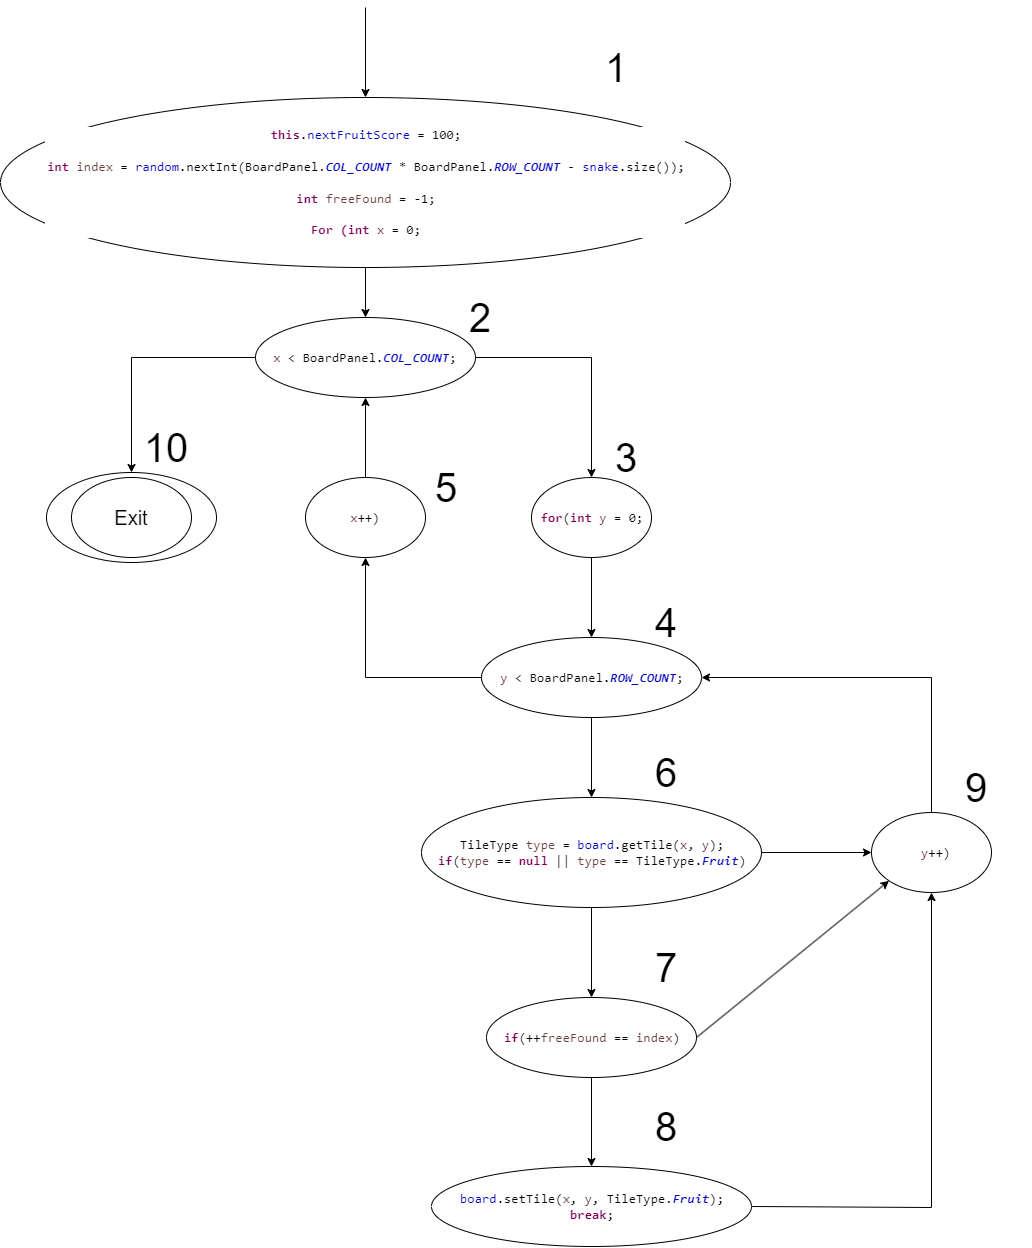 1
this.nextFruitScore = 100;
int index = random.nextInt(BoardPanel.COL_COUNT * BoardPanel.ROW_COUNT - snake.size());
int freeFound = -1;
For (int x = 0;
2
x < BoardPanel.COL_COUNT;
10
Exit
5
x++)
3
for(int y = 0;
4
y < BoardPanel.ROW_COUNT;
6
TileType type = board.getTile(x, y);
if(type == null || type == TileType.Fruit)
9
y++)
7
if(++freeFound == index)
8
board.setTile(x, y, TileType.Fruit);
break;